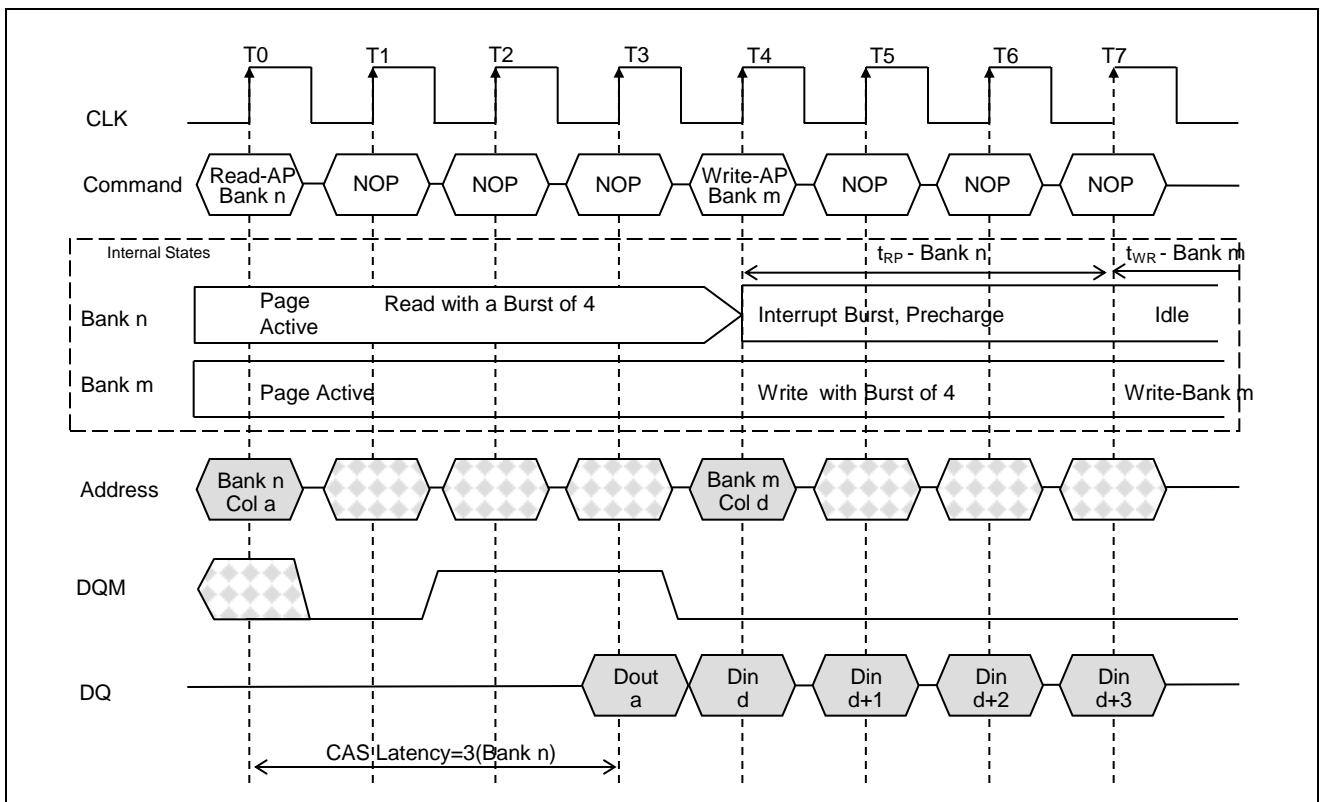 T0 T1 T2 T3 T4 T5 T6 T7
CLK
Command
Read-AP
Bank n
NOP
NOP
NOP
Write-AP
Bank m
NOP
NOP
NOP
Internal States
tRP - Bank n
tWR - Bank m
Bank n
Page
Active
Read with a Burst of 4
Interrupt Burst, Precharge
Idle
Bank m
Page Active
Write with Burst of 4
Write-Bank m
Address
Bank n
Col a
Bank m
Col d
DQM
DQ
Dout
a
Din
d
Din
d+1
Din
d+2
Din
d+3
CAS Latency=3(Bank n)